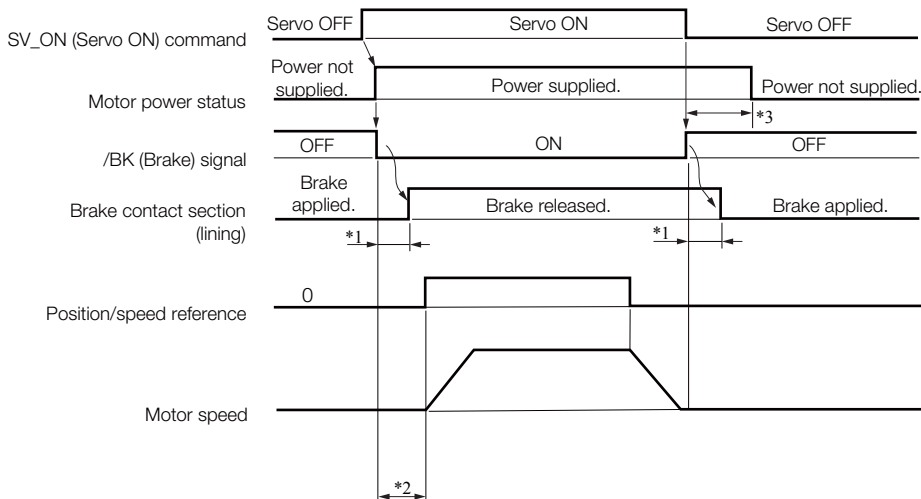 SV_ON (Servo ON) command
Servo OFF
Servo ON
Servo OFF
Motor power status
Power not
supplied.
Power supplied.
Power not supplied.
*3
/BK (Brake) signal
OFF
ON
OFF
Brake contact section
(lining)
Brake
applied.
Brake released.
Brake applied.
*1
*1
Position/speed reference
0
Motor speed
*2